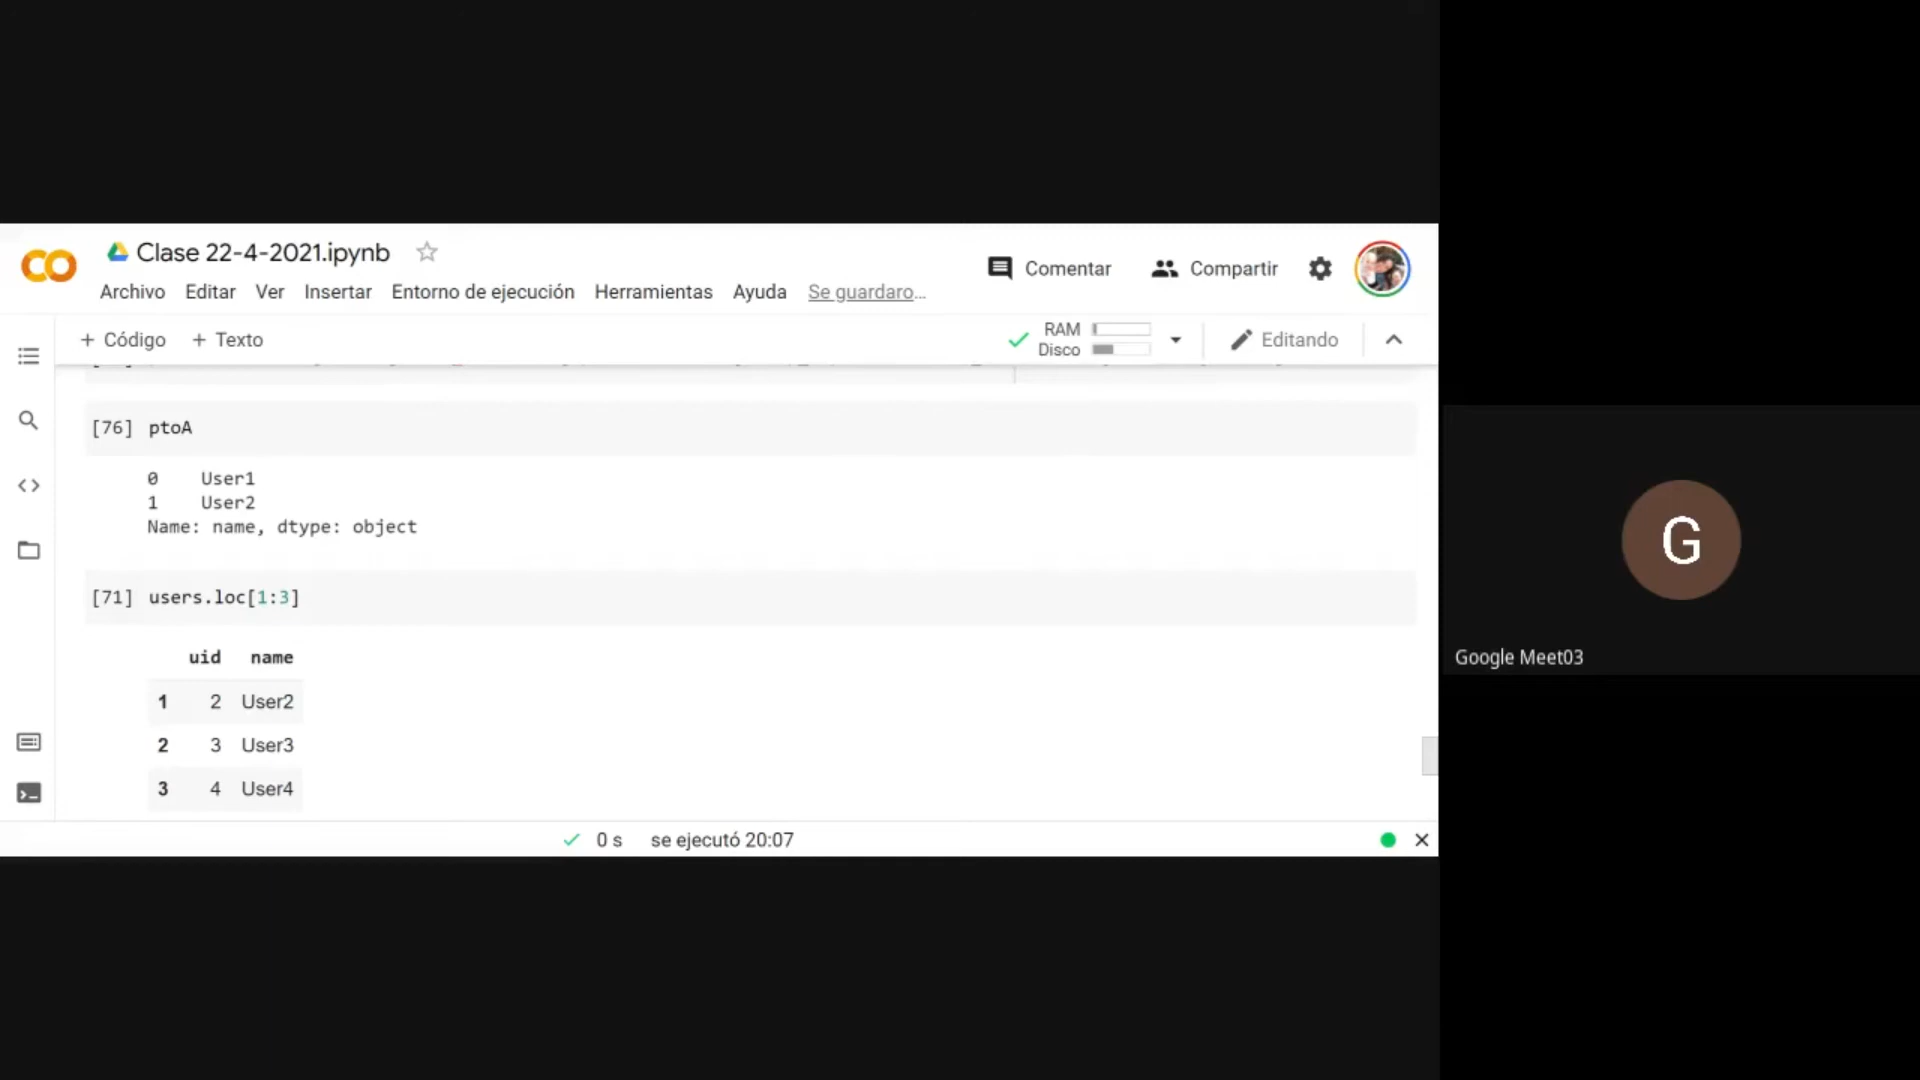 Clase 22-4-2021.ipynb
Comentar
Compartir
Archivo Editar Ver Insertar Entorno de ejecución Herramientas Ayuda Se guardaro...
+ Código + Texto
RAM
Disco
Editando
[76] ptoA
0 User1
1 User2
Name: name, dtype: object
[71] users.loc[1:3]
uid name
1 2 User2
2 3 User3
3 4 User4
0 s se ejecutó 20:07
G
Google Meet03